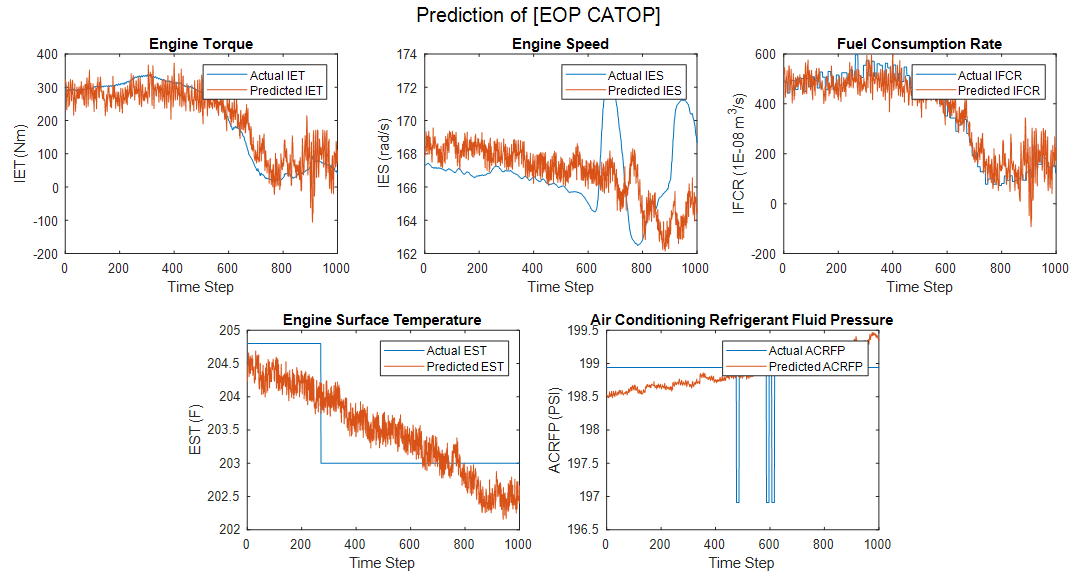 Prediction of [EOP CATOP]
Engine Torque
400
300
200
100
0
-100
-200
IET (Nm)
0 200 400 600 800 1000
Time Step
Actual IET
Predicted IET
Engine Speed
174
172
170
168
166
164
162
IES (rad/s)
0 200 400 600 800 1000
Time Step
Actual IES
Predicted IES
Fuel Consumption Rate
600
400
200
0
-200
IFCR (1E-08 m³/s)
0 200 400 600 800 1000
Time Step
Actual IFCR
Predicted IFCR
Engine Surface Temperature
205
204.5
204
203.5
203
202.5
202
EST (F)
0 200 400 600 800 1000
Time Step
Actual EST
Predicted EST
Air Conditioning Refrigerant Fluid Pressure
199.5
199
198.5
198
197.5
197
196.5
ACRFP (PSI)
0 200 400 600 800 1000
Time Step
Actual ACRFP
Predicted ACRFP